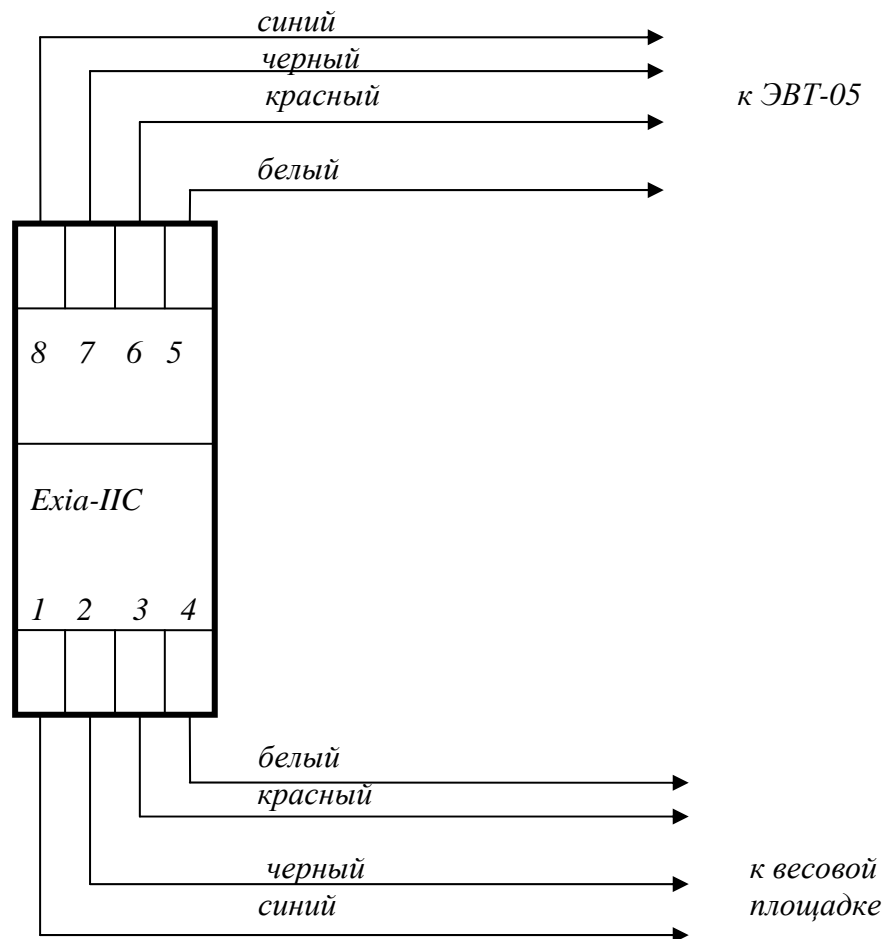 синий
черный
красный
к ЭВТ-05
белый
8 7 6 5
Exia-IIC
1 2 3 4
белый
красный
черный
к весовой
синий
площадке